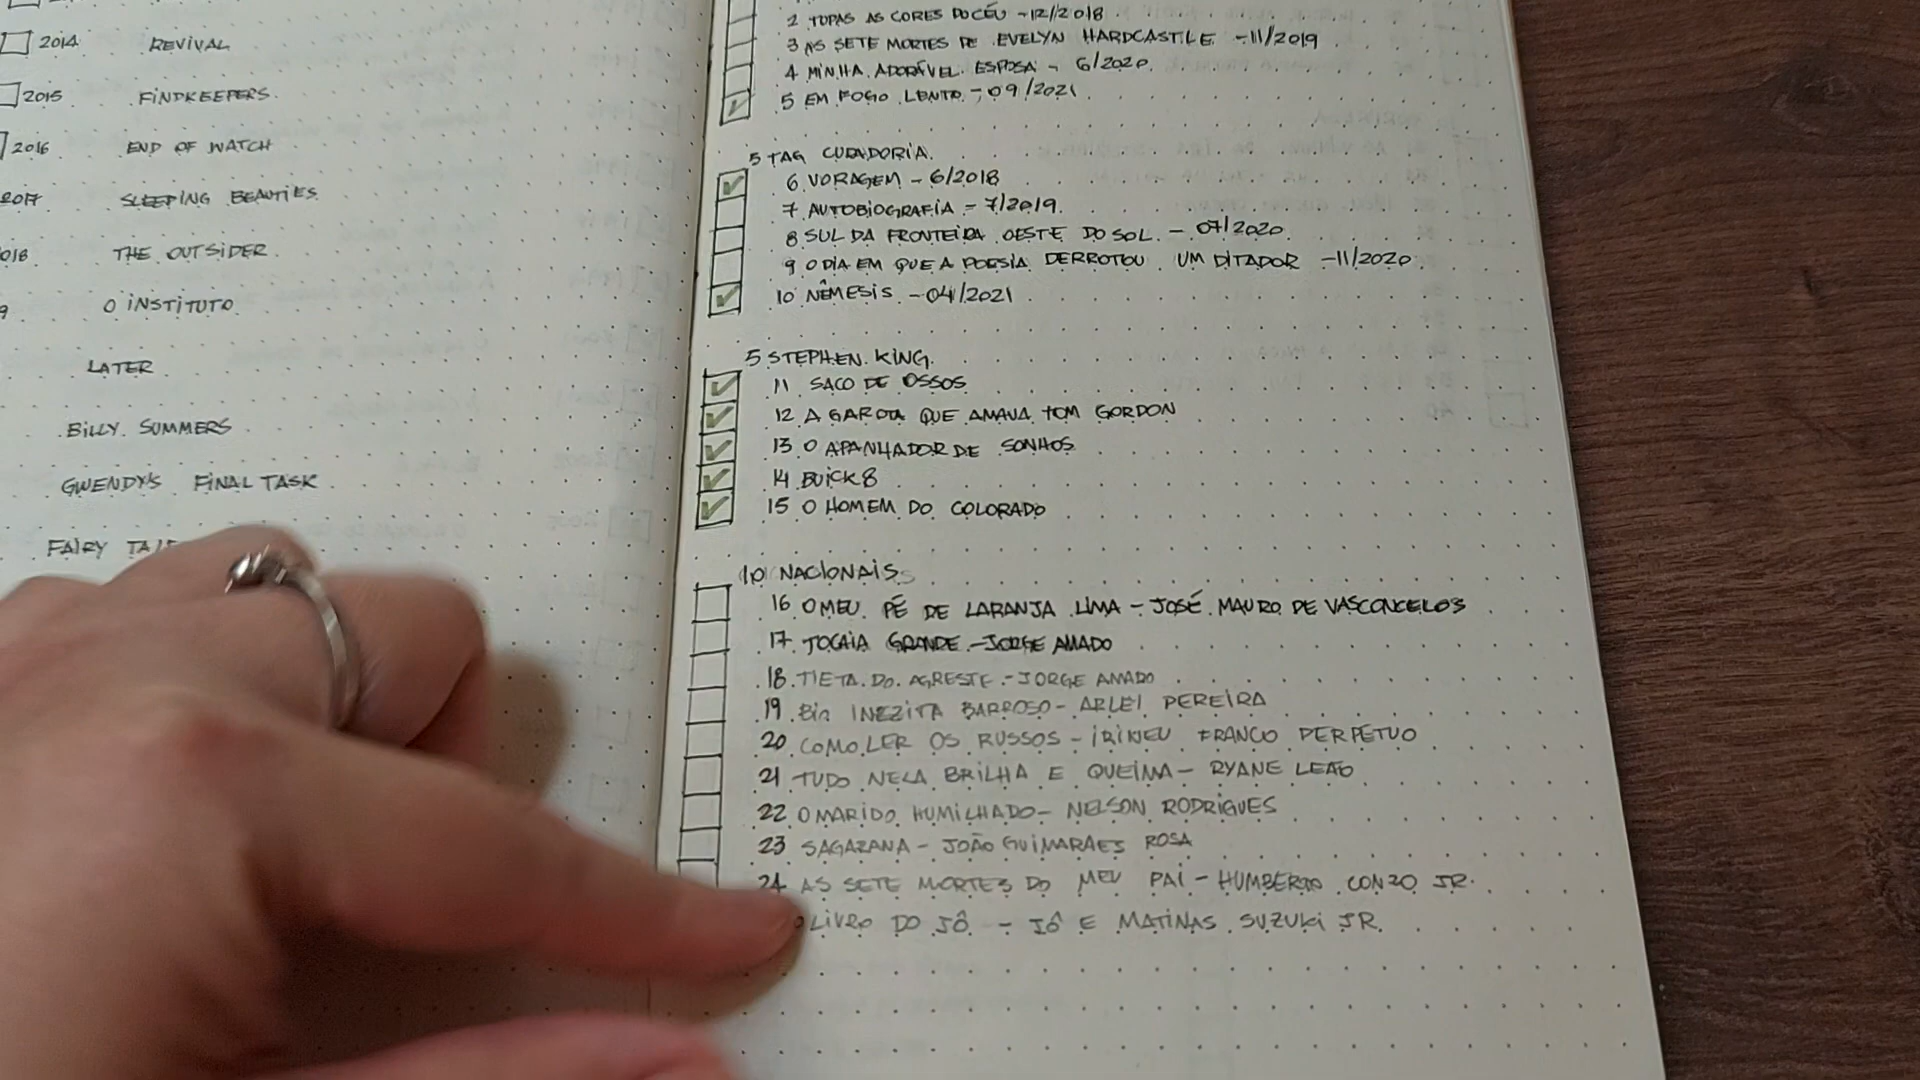 2014 REVIVAL
2015 FINDKEEPERS
2016 END OF WATCH
2017 SLEEPING BEAUTIES
018 THE OUTSIDER
9 O INSTITUTO
LATER
BILLY SUMMERS
GWENDY'S FINAL TASK
FAIRY TALE
2 TODAS AS CORES DO CÉU - 12/2018
3 AS SETE MORTES DE EVELYN HARDCASTLE - 11/2019
4 MINHA ADORÁVEL ESPOSA - 6/2020
5 EM FOGO LENTO - 09/2021
5 TAG CURADORIA
6 VORAGEM - 6/2018
7 AUTOBIOGRAFIA - 7/2019
8 SUL DA FRONTEIRA OESTE DO SOL - 07/2020
9 O DIA EM QUE A POESIA DERROTOU UM DITADOR - 11/2020
10 NÊMESIS - 04/2021
5 STEPHEN KING
11 SACO DE OSSOS
12 A GAROTA QUE AMAVA TOM GORDON
13 O APANHADOR DE SONHOS
14 BUICK 8
15 O HOMEM DO COLORADO
10 NACIONAIS
16 O MEU PÉ DE LARANJA LIMA - JOSÉ MAURO DE VASCONCELOS
17 TOCAIA GRANDE - JORGE AMADO
18 TIETA DO AGRESTE - JORGE AMADO
19 BIO INEZITA BARROSO - ARLEI PEREIRA
20 COMO LER OS RUSSOS - IRINEU FRANCO PERPETUO
21 TUDO NELA BRILHA E QUEIMA - RYANE LEÃO
22 O MARIDO HUMILHADO - NELSON RODRIGUES
23 SAGARANA - JOÃO GUIMARAES ROSA
24 AS SETE MORTES DO MEU PAI - HUMBERTO CONZO JR.
O LIVRO DO JÔ - JÔ E MATINAS SUZUKI JR.